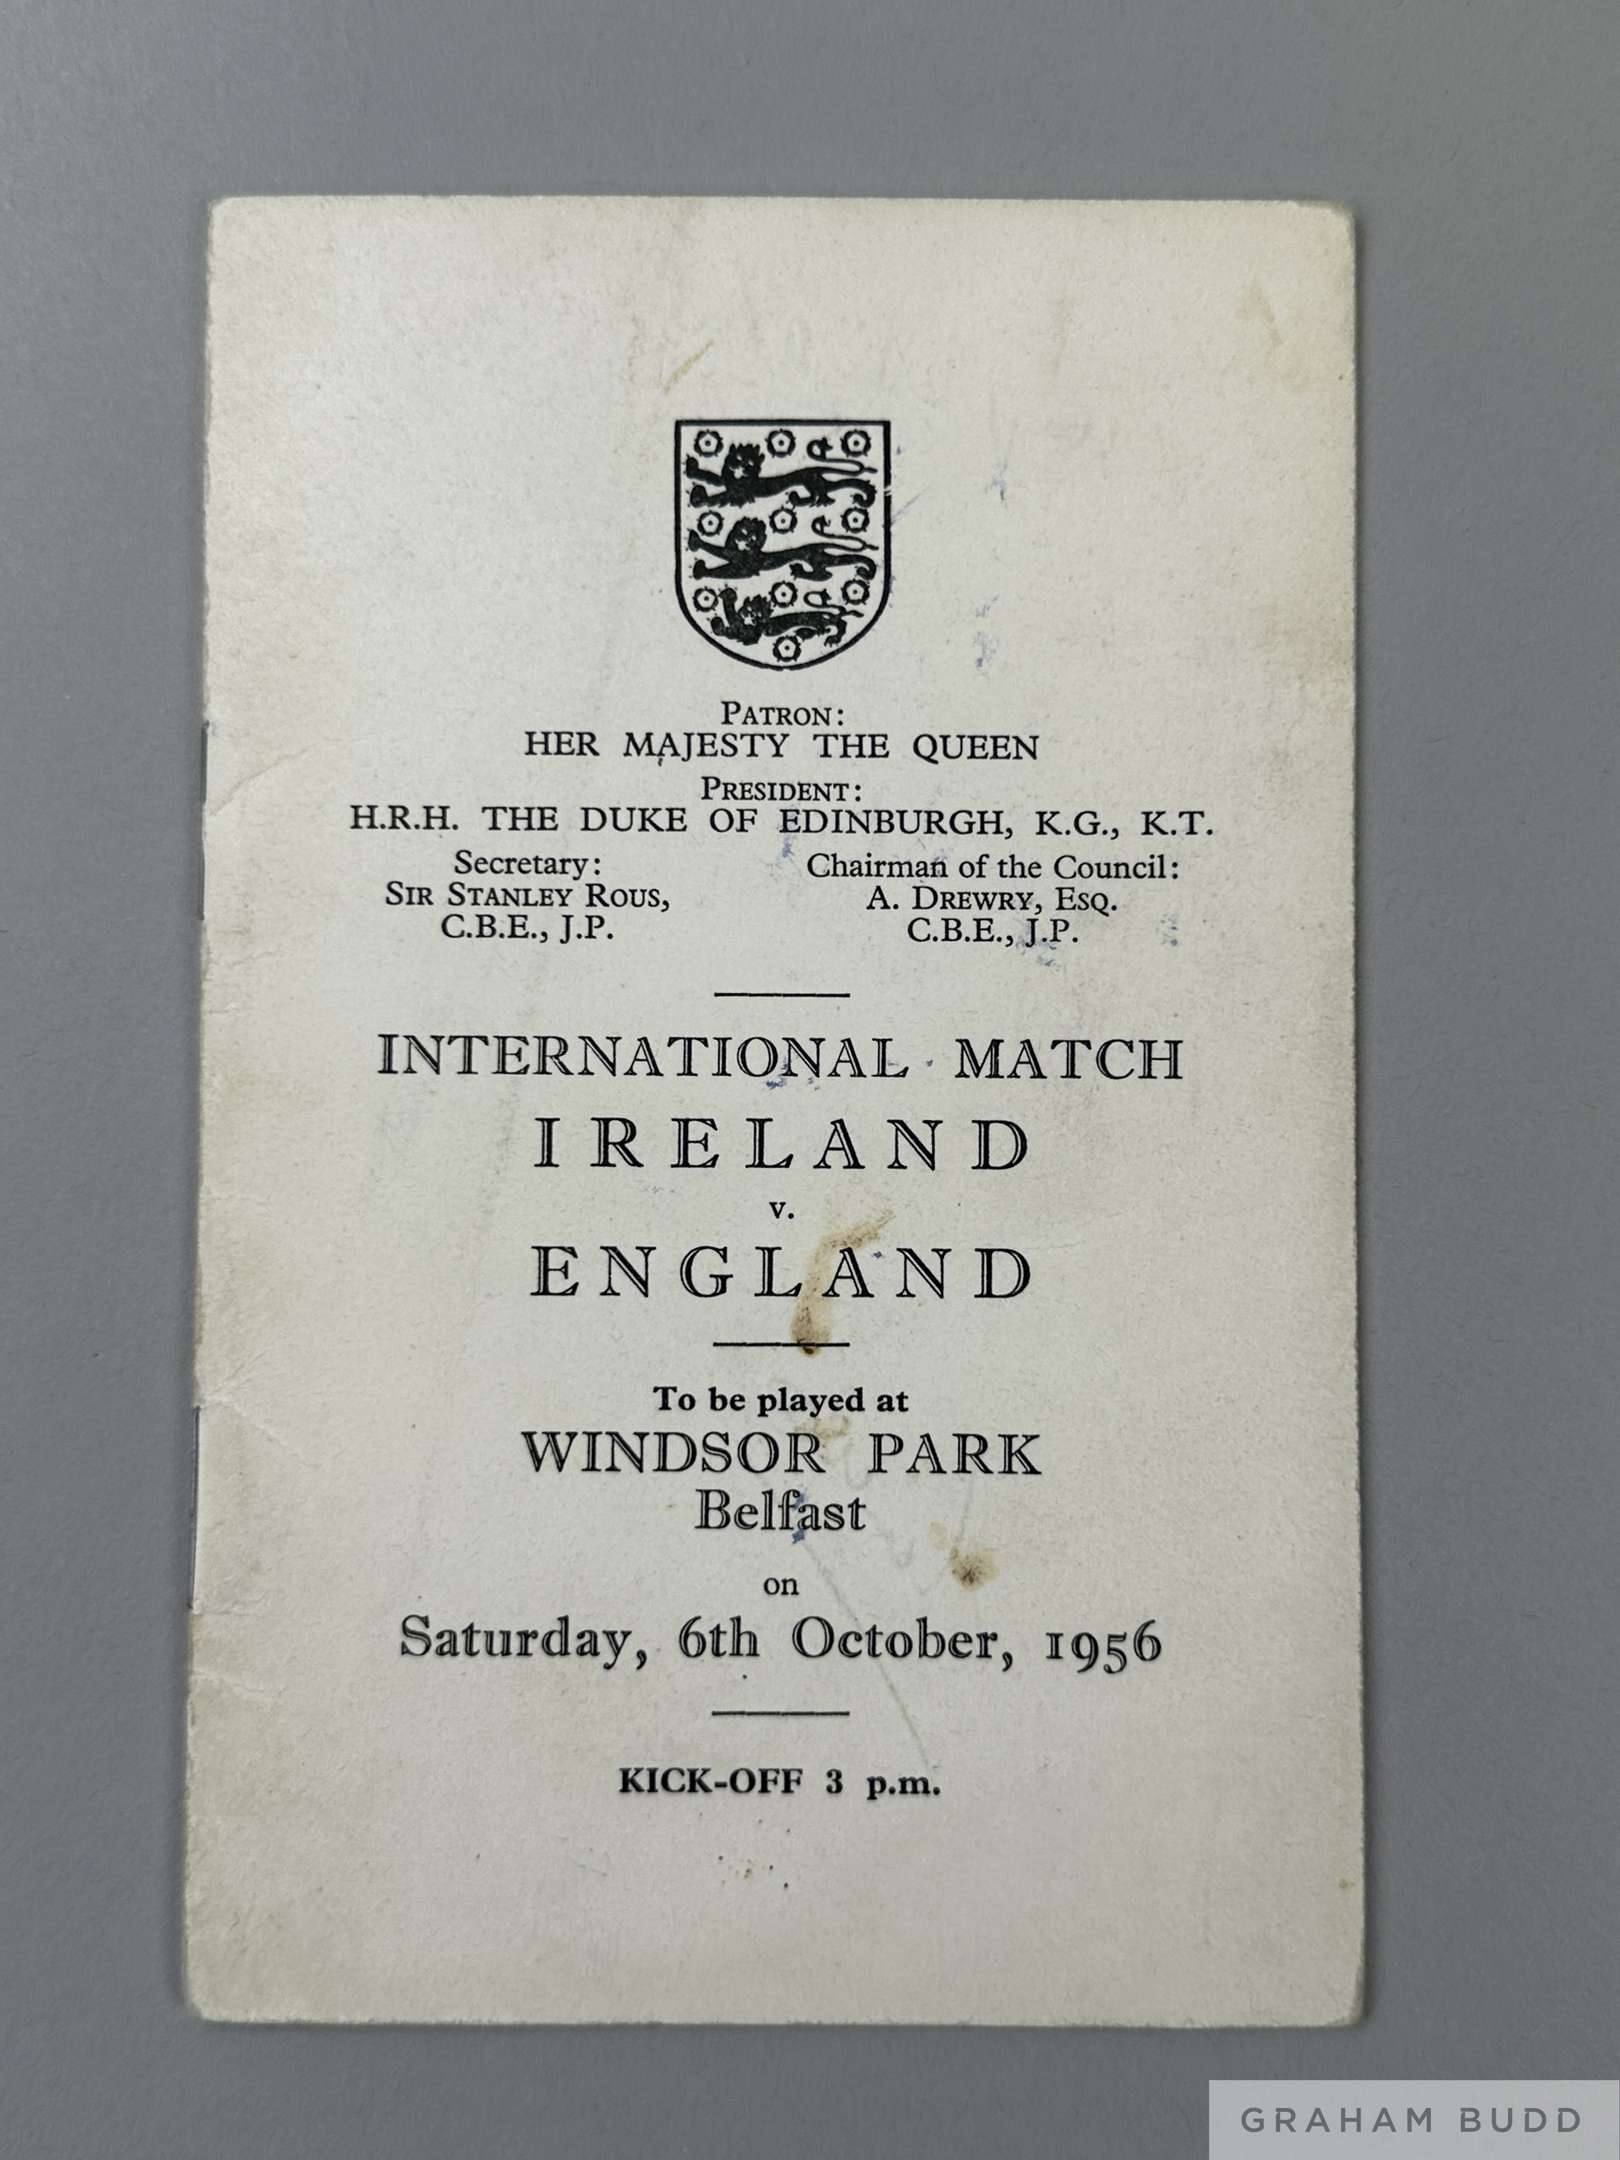 PATRON:
HER MAJESTY THE QUEEN
PRESIDENT:
H.R.H. THE DUKE OF EDINBURGH, K.G., K.T.
Secretary:
SIR STANLEY ROUS,
C.B.E., J.P.
Chairman of the Council:
A. DREWRY, ESQ.
C.B.E., J.P.
INTERNATIONAL MATCH
IRELAND
v.
ENGLAND
To be played at
WINDSOR PARK
Belfast
on
Saturday, 6th October, 1956
KICK-OFF 3 p.m.
GRAHAM BUDD